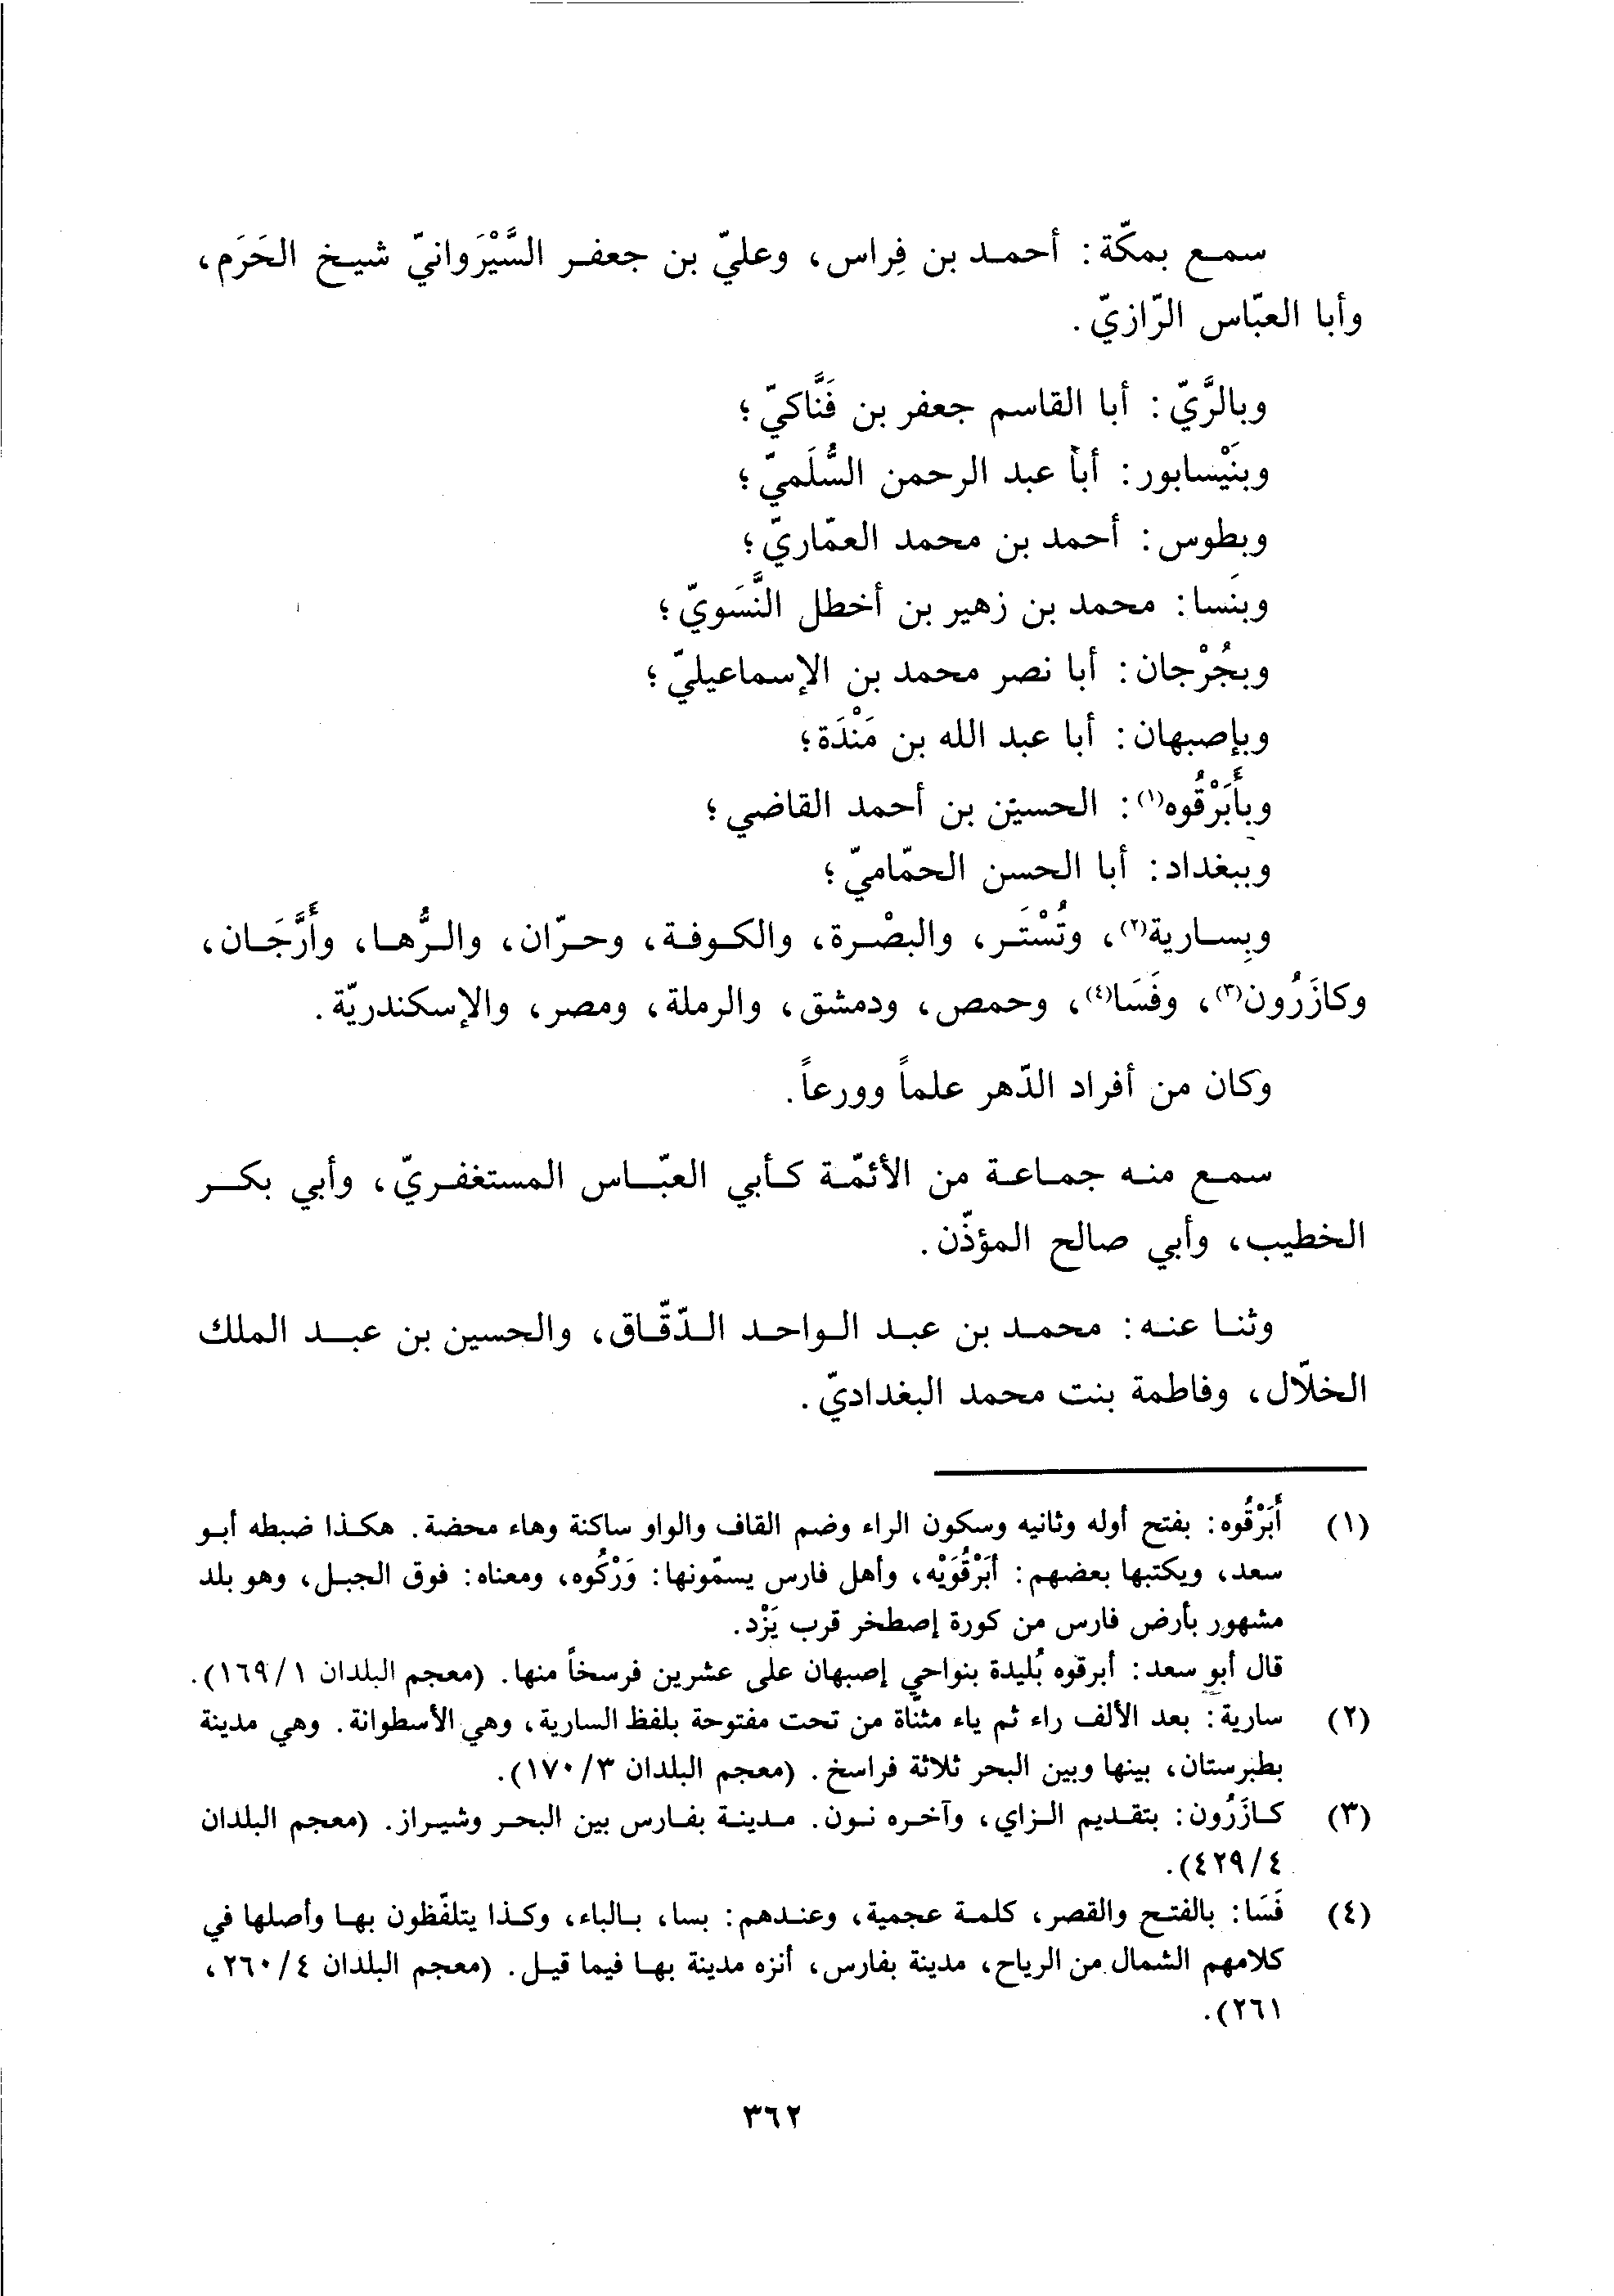 سمع بمكّة: أحمد بن فِراس، وعليّ بن جعفر السَّيْرَوانيّ شيخ الحَرَم،
وأبا العبّاس الرّازيّ.
وبالرَّيّ: أبا القاسم جعفر بن فَنَّاكيّ؛
وبنَيْسابور: أبا عبد الرحمن السُّلَميّ؛
وبطوس: أحمد بن محمد العمّاريّ؛
وبنَسا: محمد بن زهير بن أخطل النَّسَويّ؛
وبجُرْجان: أبا نصر محمد بن الإسماعيليّ؛
وبإصبهان: أبا عبد الله بن مَنْدَة؛
وبأَبَرْقُوه(١): الحسين بن أحمد القاضي؛
وببغداد: أبا الحسن الحمّاميّ؛
وبِسارية(٢)، وتُسْتَر، والبصْرة، والكوفة، وحرّان، والرُّها، وأَرَّجَان،
وكازَرُون(٣)، وفَسَا(٤)، وحمص، ودمشق، والرملة، ومصر، والإسكندريّة.
وكان من أفراد الدّهر علماً وورعاً.
سمع منه جماعة من الأئمّة كأبي العبّاس المستغفريّ، وأبي بكر
الخطيب، وأبي صالح المؤذّن.
وثنا عنه: محمد بن عبد الواحد الدّقّاق، والحسين بن عبد الملك
الخلّال، وفاطمة بنت محمد البغداديّ.
(١) أَبَرْقُوه: بفتح أوله وثانيه وسكون الراء وضم القاف والواو ساكنة وهاء محضة. هكذا ضبطه أبو
سعد، ويكتبها بعضهم: أَبَرْقُوَيْه، وأهل فارس يسمّونها: وَرْكُوه، ومعناه: فوق الجبل، وهو بلد
مشهور بأرض فارس من كورة إصطخر قرب يَزْد.
قال أبو سعد: أبرقوه بُليدة بنواحي إصبهان على عشرين فرسخاً منها. (معجم البلدان ١/١٦٩).
(٢) سارية: بعد الألف راء ثم ياء مثناة من تحت مفتوحة بلفظ السارية، وهي الأسطوانة. وهي مدينة
بطبرستان، بينها وبين البحر ثلاثة فراسخ. (معجم البلدان ٣/١٧٠).
(٣) كازَرُون: بتقديم الزاي، وآخره نون. مدينة بفارس بين البحر وشيراز. (معجم البلدان
٤/٤٢٩).
(٤) فَسَا: بالفتح والقصر، كلمة عجمية، وعندهم: بسا، بالباء، وكذا يتلفّظون بها وأصلها في
كلامهم الشمال من الرياح، مدينة بفارس، أنزه مدينة بها فيما قيل. (معجم البلدان ٤/٢٦٠،
٢٦١).
٣٦٢